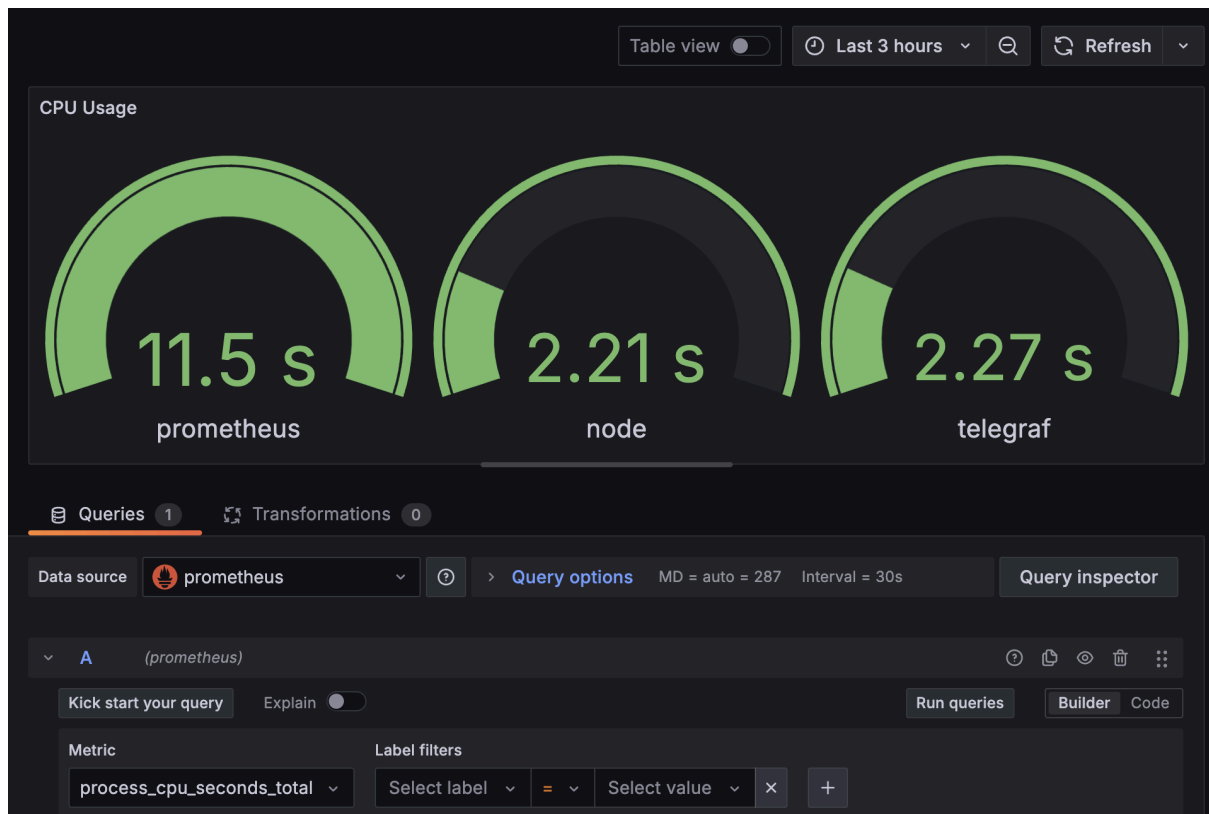 Table view Last 3 hours Refresh
CPU Usage
11.5 s 2.21 s 2.27 s
prometheus node telegraf
Queries 1 Transformations 0
Data source prometheus Query options MD = auto = 287 Interval = 30s Query inspector
A (prometheus)
Kick start your query Explain Run queries Builder Code
Metric Label filters
process_cpu_seconds_total Select label = Select value